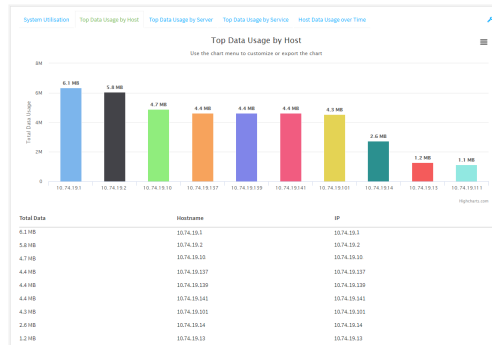 System Utilisation Top Data Usage by Host Top Data Usage by Server Top Data Usage by Service Host Data Usage over Time
Top Data Usage by Host
Use the chart menu to customize or export the chart
Total Data Usage
8M
6M
4M
2M
0
6.1 MB 5.8 MB 4.7 MB 4.4 MB 4.4 MB 4.4 MB 4.3 MB 2.6 MB 1.2 MB 1.1 MB
10.74.19.1 10.74.19.2 10.74.19.10 10.74.19.137 10.74.19.139 10.74.19.141 10.74.19.101 10.74.19.14 10.74.19.13 10.74.19.111
Highcharts.com
Total Data Hostname IP
6.1 MB 10.74.19.1 10.74.19.1
5.8 MB 10.74.19.2 10.74.19.2
4.7 MB 10.74.19.10 10.74.19.10
4.4 MB 10.74.19.137 10.74.19.137
4.4 MB 10.74.19.139 10.74.19.139
4.4 MB 10.74.19.141 10.74.19.141
4.3 MB 10.74.19.101 10.74.19.101
2.6 MB 10.74.19.14 10.74.19.14
1.2 MB 10.74.19.13 10.74.19.13